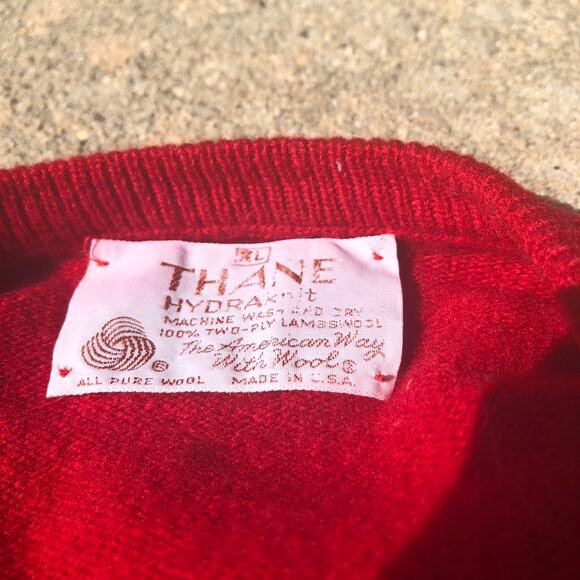 XL
THANE
HYDRAKnit
MACHINE WASH AND DRY
100% TWO-PLY LAMBSWOOL
The American Way
With Wool®
®
ALL PURE WOOL MADE IN U.S.A.